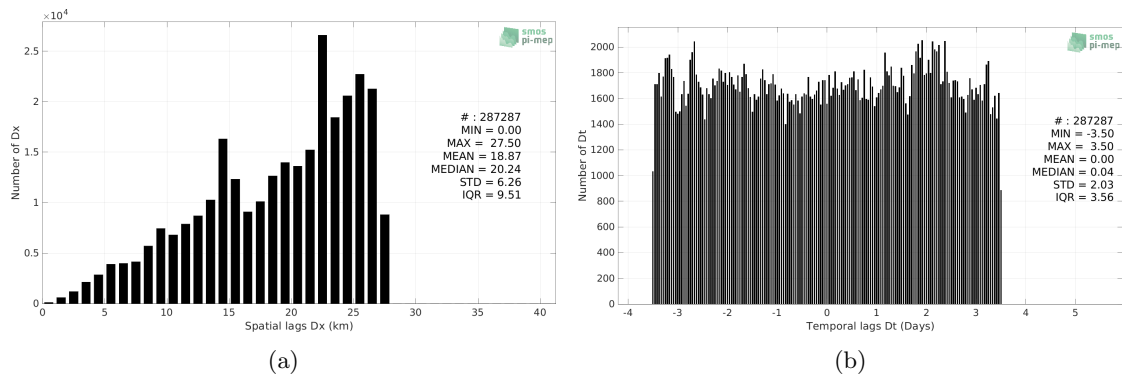 ×10⁴
smos
pi-mep
2.5
2
1.5
1
0.5
0
Number of Dx
# : 287287
MIN = 0.00
MAX = 27.50
MEAN = 18.87
MEDIAN = 20.24
STD = 6.26
IQR = 9.51
0 5 10 15 20 25 30 35 40
Spatial lags Dx (km)
(a)
smos
pi-mep
2000
1800
1600
1400
1200
1000
800
600
400
200
0
Number of Dt
# : 287287
MIN = -3.50
MAX = 3.50
MEAN = 0.00
MEDIAN = 0.04
STD = 2.03
IQR = 3.56
-4 -3 -2 -1 0 1 2 3 4 5
Temporal lags Dt (Days)
(b)